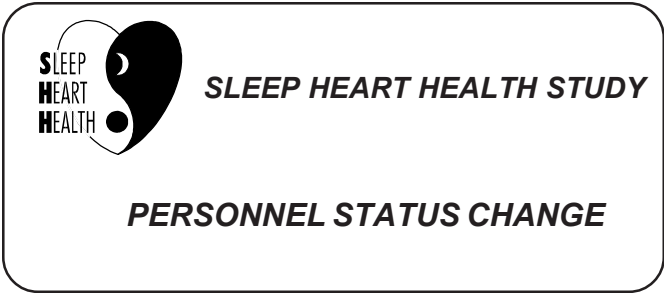 SLEEP
HEART
HEALTH
SLEEP HEART HEALTH STUDY
PERSONNEL STATUS CHANGE